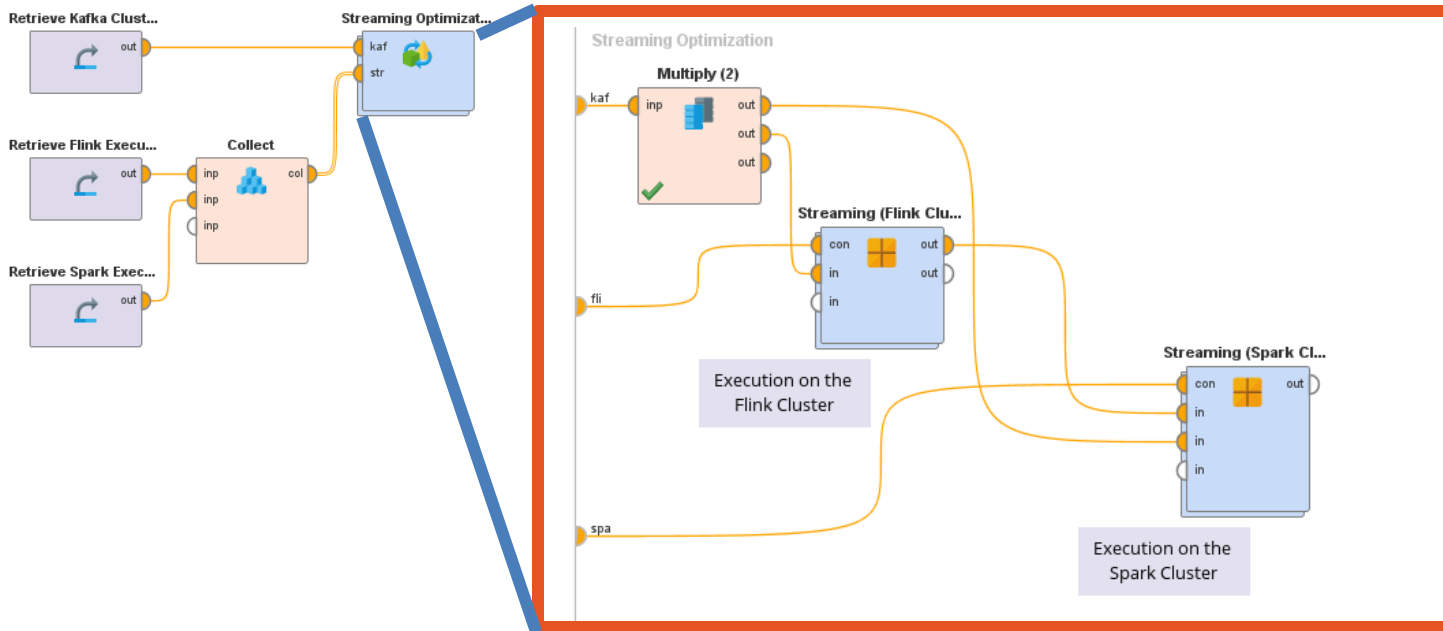 Retrieve Kafka Clust...
out
Streaming Optimizat...
kaf
str
Retrieve Flink Execu...
out
Collect
inp
col
inp
inp
Retrieve Spark Exec...
out
Streaming Optimization
kaf
Multiply (2)
inp
out
out
out
fli
Streaming (Flink Clu...
con
out
in
out
in
Execution on the
Flink Cluster
Streaming (Spark Cl...
con
out
in
in
in
spa
Execution on the
Spark Cluster